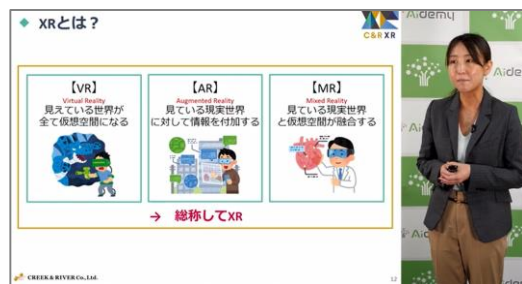 XRとは？
C&R XR
【VR】
Virtual Reality
見えている世界が
全て仮想空間になる
【AR】
Augmented Reality
見ている現実世界
に対して情報を付加する
【MR】
Mixed Reality
見ている現実世界
と仮想空間が融合する
→ 総称してXR
CREEK & RIVER Co., Ltd.
12
Aidemy